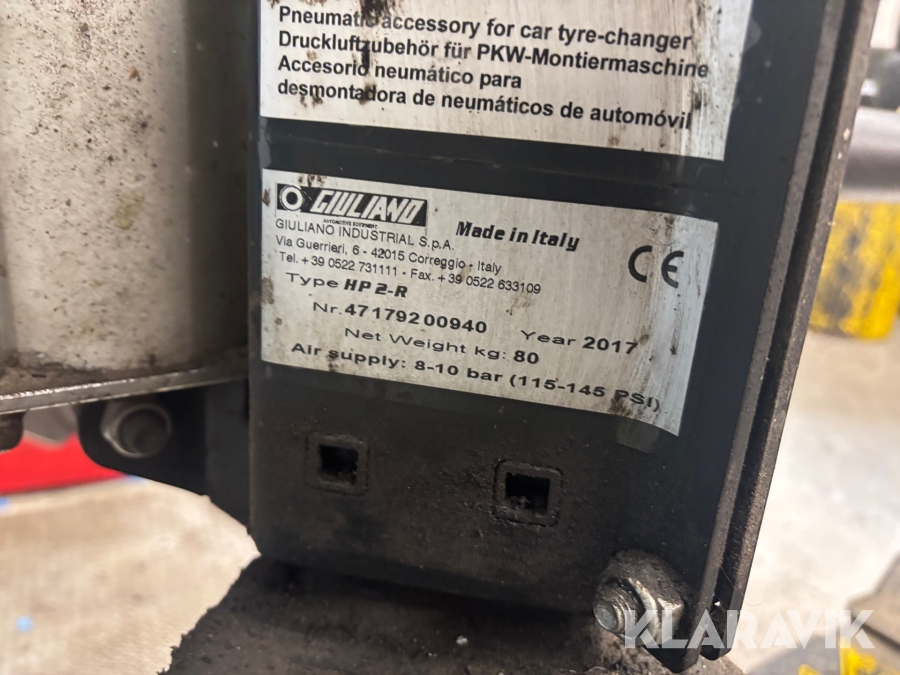 Pneumatic accessory for car tyre-changer
Druckluftzubehör für PKW-Montiermaschine
Accesorio neumático para
desmontadora de neumáticos de automóvil
GIULIANO
AUTOMOTIVE EQUIPMENT
Made in Italy
CE
GIULIANO INDUSTRIAL S.p.A.
Via Guerrieri, 6 - 42015 Correggio - Italy
Tel. +39 0522 731111 - Fax. +39 0522 633109
Type HP 2-R
Nr. 47179200940 Year 2017
Net Weight kg: 80
Air supply: 8-10 bar (115-145 PSI)
KLARAVIK